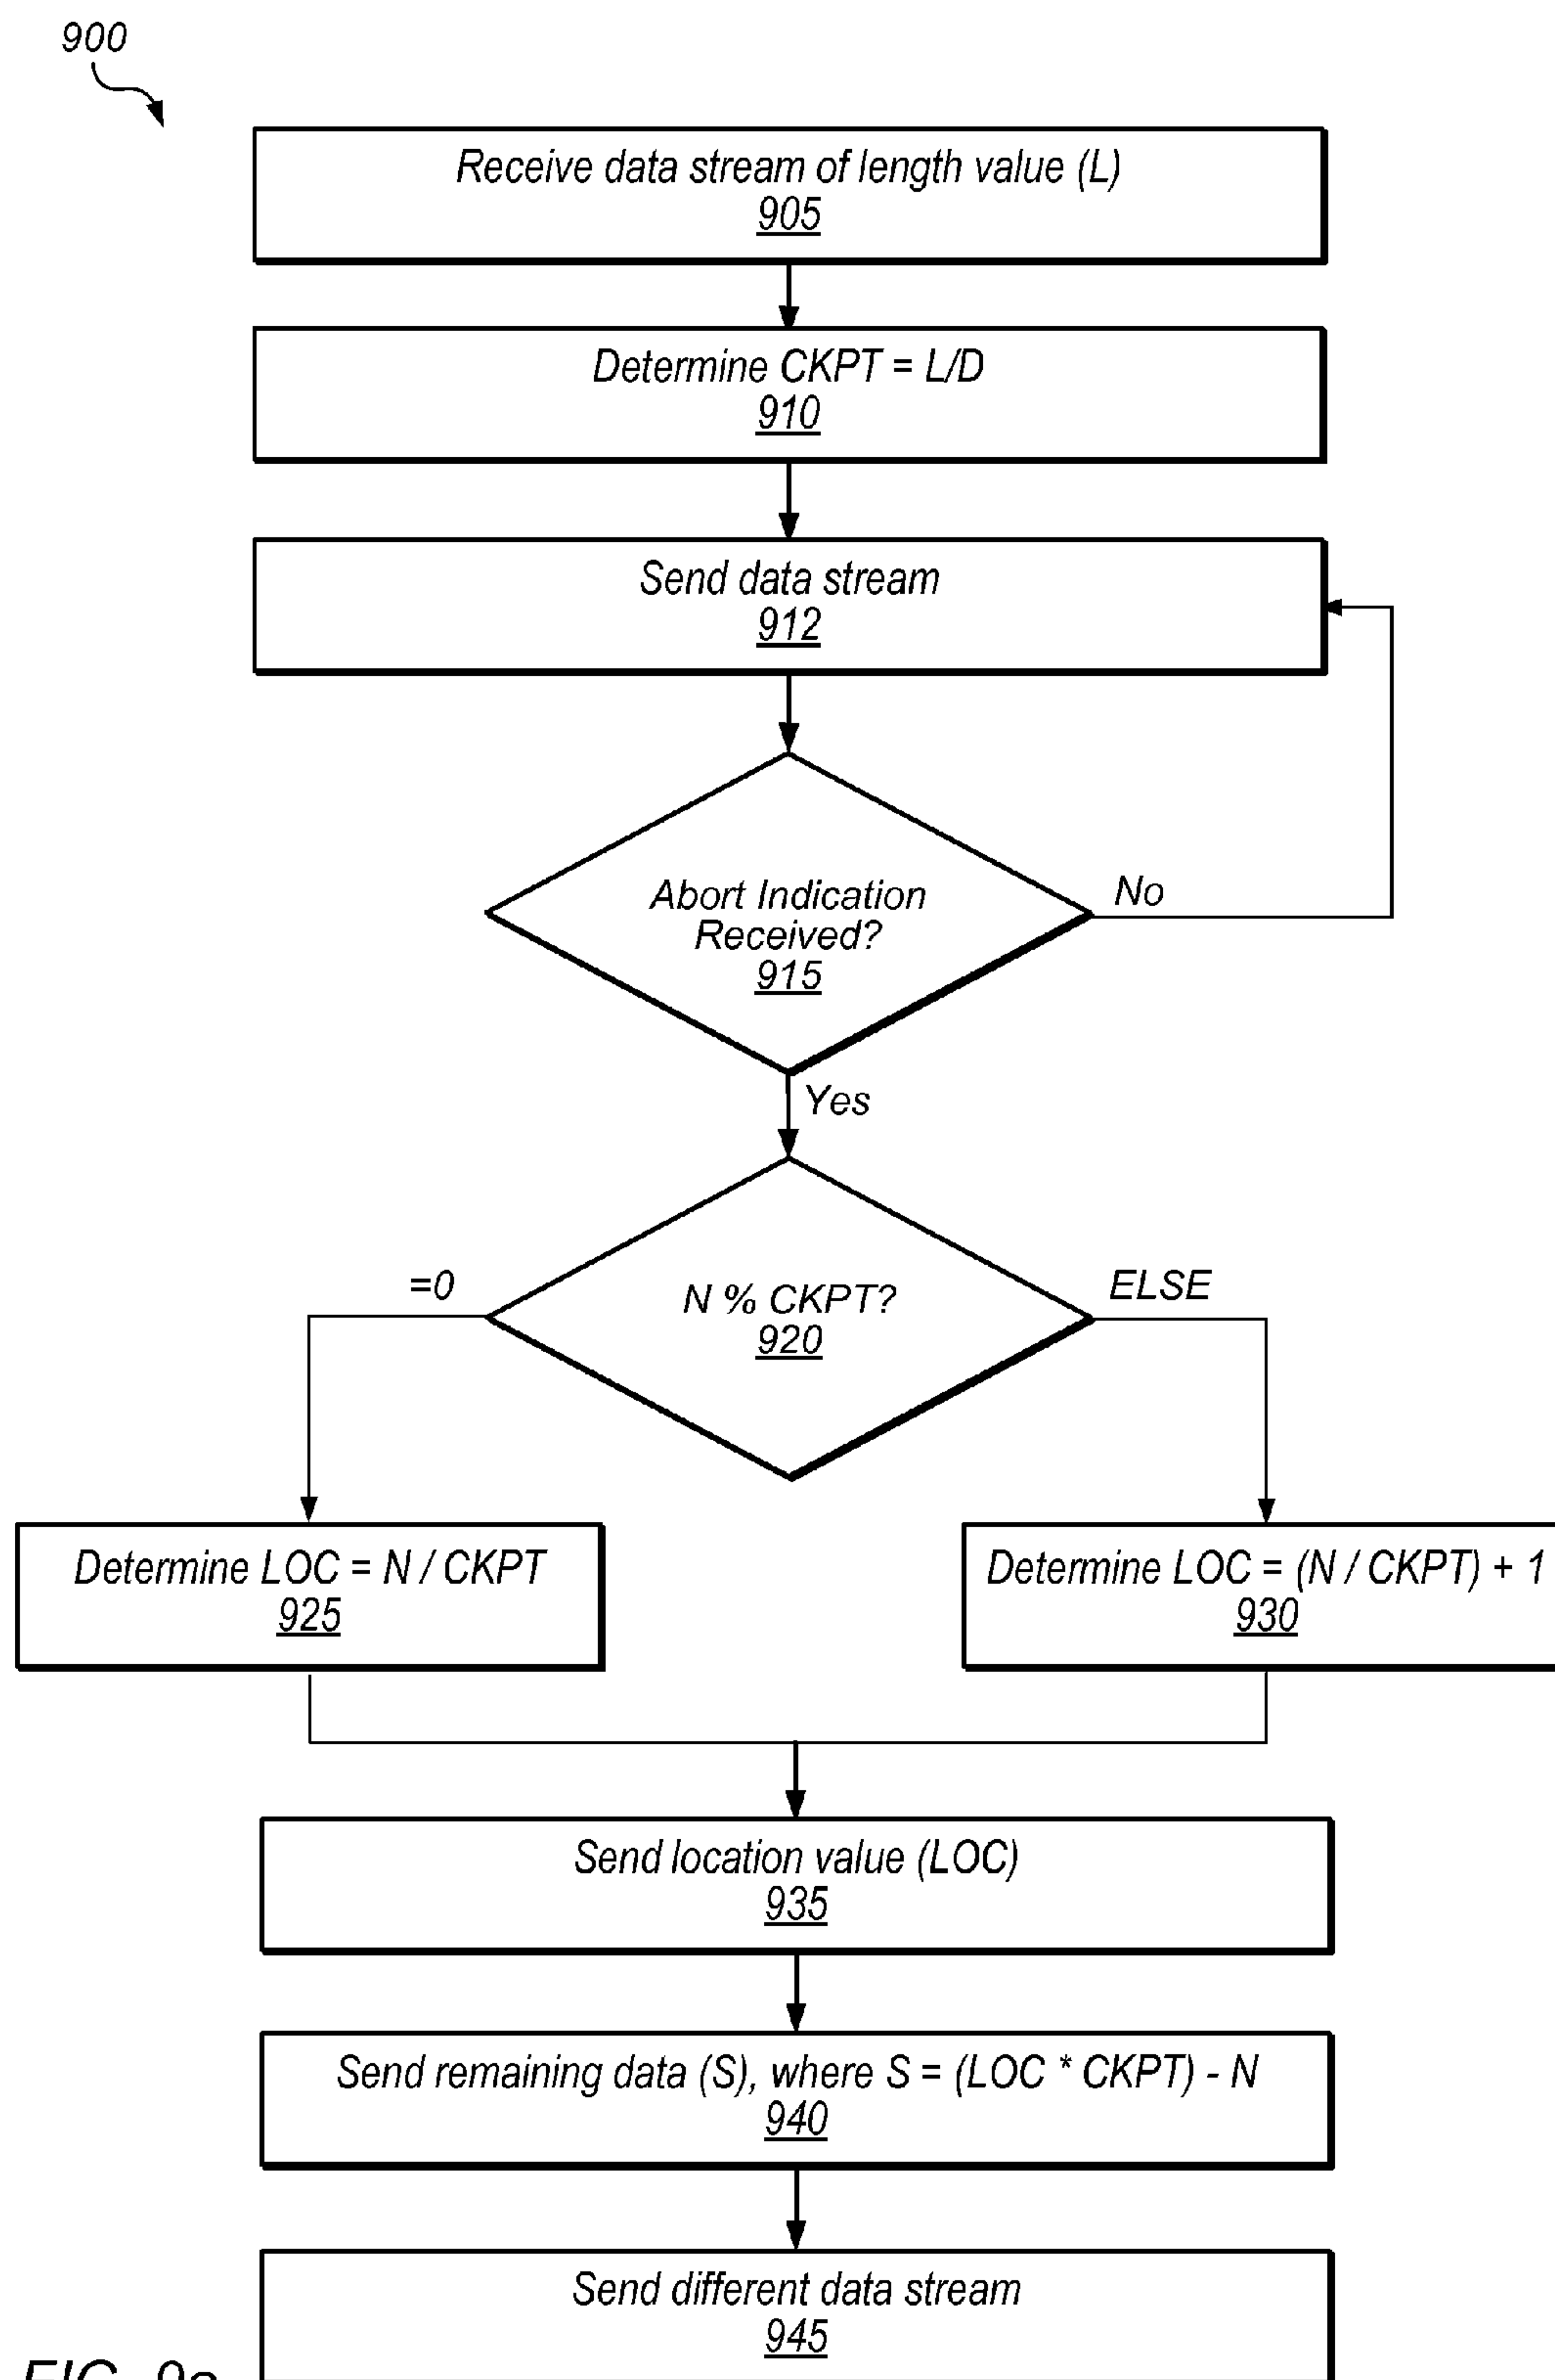 900
Receive data stream of length value (L)
905
Determine CKPT = L/D
910
Send data stream
912
Abort Indication
Received?
915
No
Yes
N % CKPT?
920
=0
ELSE
Determine LOC = N / CKPT
925
Determine LOC = (N / CKPT) + 1
930
Send location value (LOC)
935
Send remaining data (S), where S = (LOC * CKPT) - N
940
Send different data stream
945
FIG.